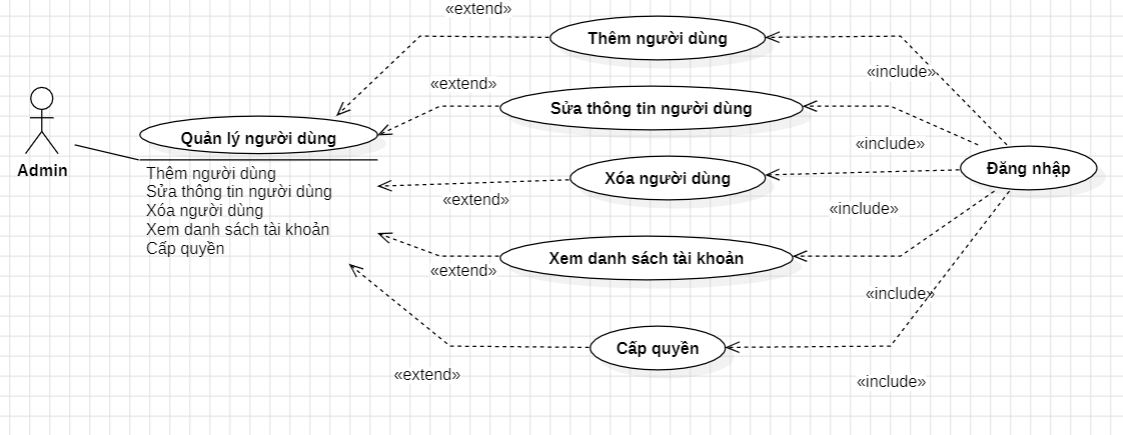 «extend»
Thêm người dùng
«include»
«extend»
Sửa thông tin người dùng
Quản lý người dùng
«include»
Admin
Đăng nhập
Thêm người dùng
Sửa thông tin người dùng
Xóa người dùng
Xem danh sách tài khoản
Cấp quyền
Xóa người dùng
«extend»
«include»
Xem danh sách tài khoản
«extend»
«include»
Cấp quyền
«extend»
«include»